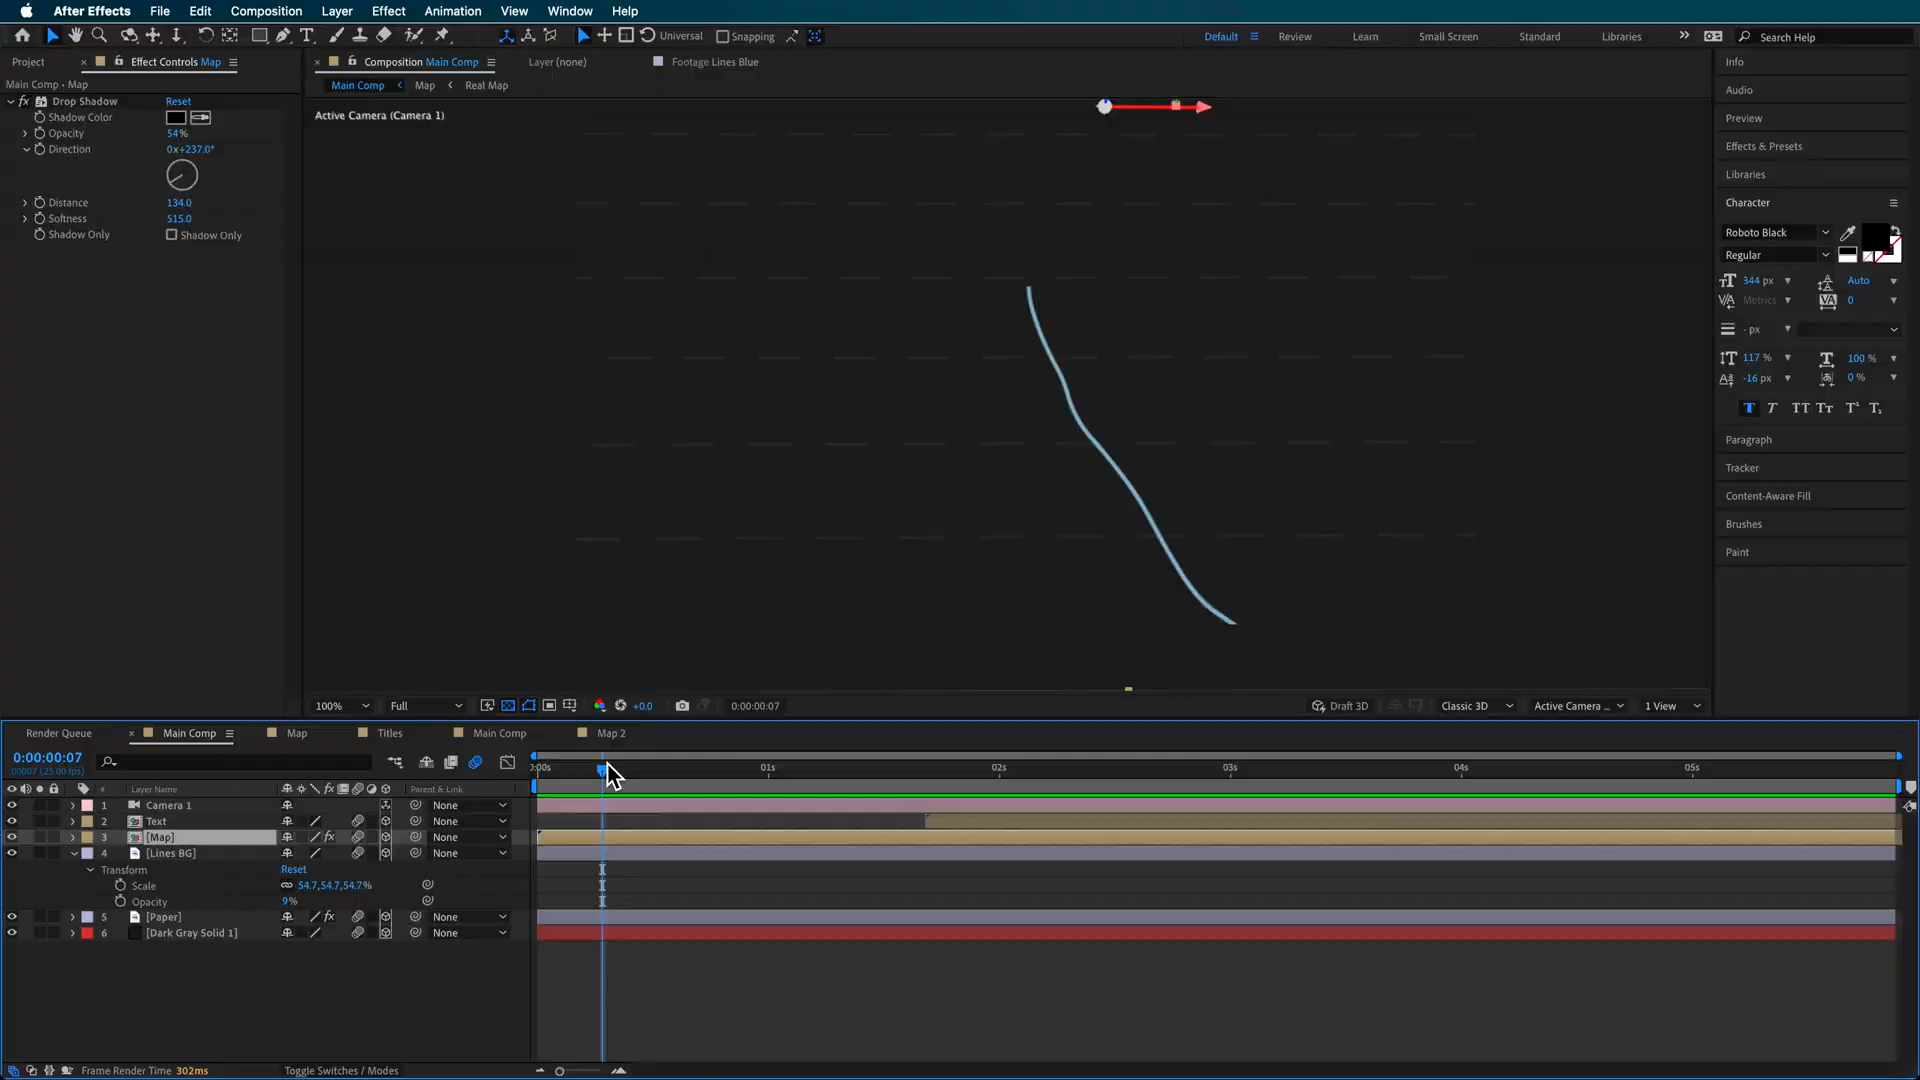 After Effects File Edit Composition Layer Effect Animation View Window Help
Universal Snapping Default Review Learn Small Screen Standard Libraries Search Help
Project Effect Controls Map Composition Main Comp Layer (none) Footage Lines Blue Info
Main Comp • Map Main Comp Map Real Map
fx Drop Shadow Reset
Shadow Color
Opacity 54%
Direction 0x+237.0°
Distance 134.0
Softness 515.0
Shadow Only Shadow Only
Active Camera (Camera 1)
Audio
Preview
Effects & Presets
Libraries
Character
Roboto Black
Regular
344 px Auto
Metrics 0
- px
117 % 100 %
-16 px 0 %
T T TT Tт T¹ T₁
Paragraph
Tracker
Content-Aware Fill
Brushes
Paint
100% Full +0.0 0:00:00:07 Draft 3D Classic 3D Active Camera ... 1 View
Render Queue Main Comp Map Titles Main Comp Map 2
0:00:00:07
00007 (25.00 fps)
:00s 01s 02s 03s 04s 05s
# Layer Name Parent & Link
1 Camera 1 None
2 Text None
3 [Map] fx None
4 [Lines BG] None
Transform Reset
Scale 54.7,54.7,54.7%
Opacity 9%
5 [Paper] fx None
6 [Dark Gray Solid 1] None
Frame Render Time 302ms Toggle Switches / Modes